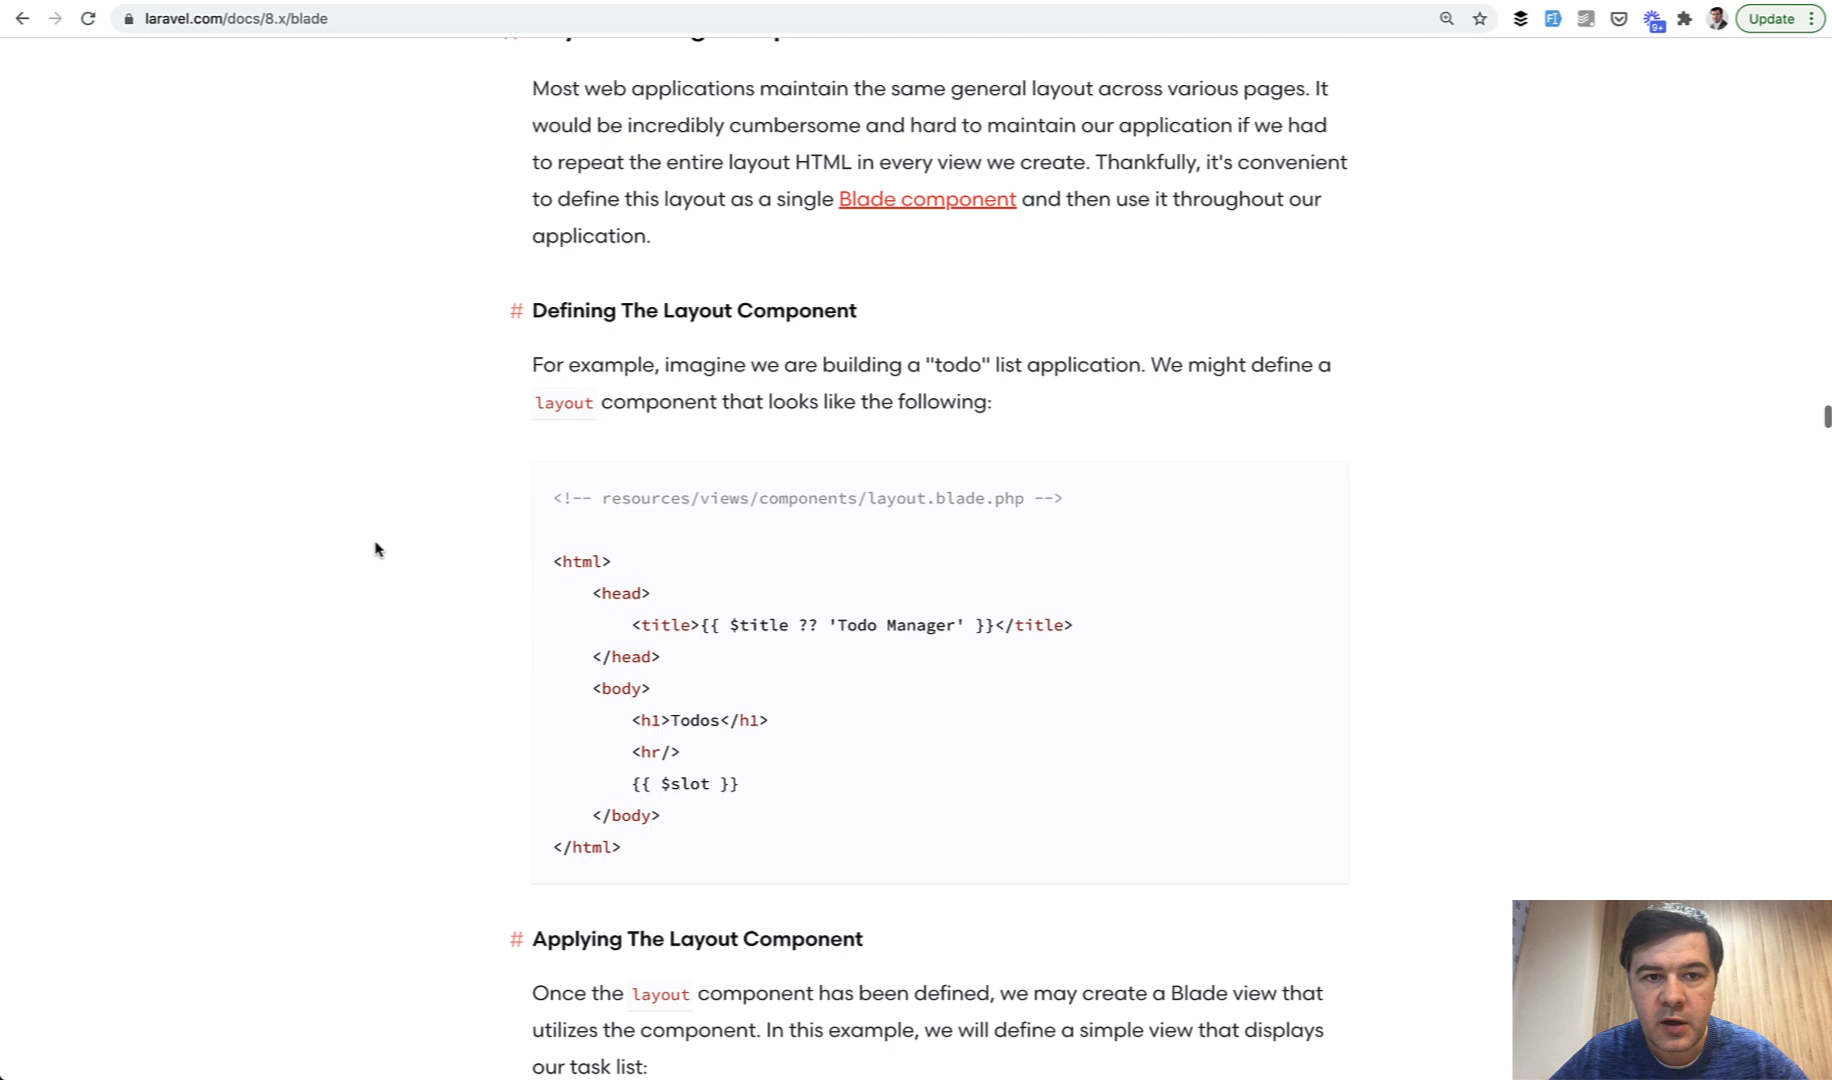 laravel.com/docs/8.x/blade
Update
9+
Most web applications maintain the same general layout across various pages. It
would be incredibly cumbersome and hard to maintain our application if we had
to repeat the entire layout HTML in every view we create. Thankfully, it's convenient
to define this layout as a single Blade component and then use it throughout our
application.
# Defining The Layout Component
For example, imagine we are building a "todo" list application. We might define a
layout component that looks like the following:
<!-- resources/views/components/layout.blade.php -->
<html>
<head>
<title>{{ $title ?? 'Todo Manager' }}</title>
</head>
<body>
<h1>Todos</h1>
<hr/>
{{ $slot }}
</body>
</html>
# Applying The Layout Component
Once the layout component has been defined, we may create a Blade view that
utilizes the component. In this example, we will define a simple view that displays
our task list: